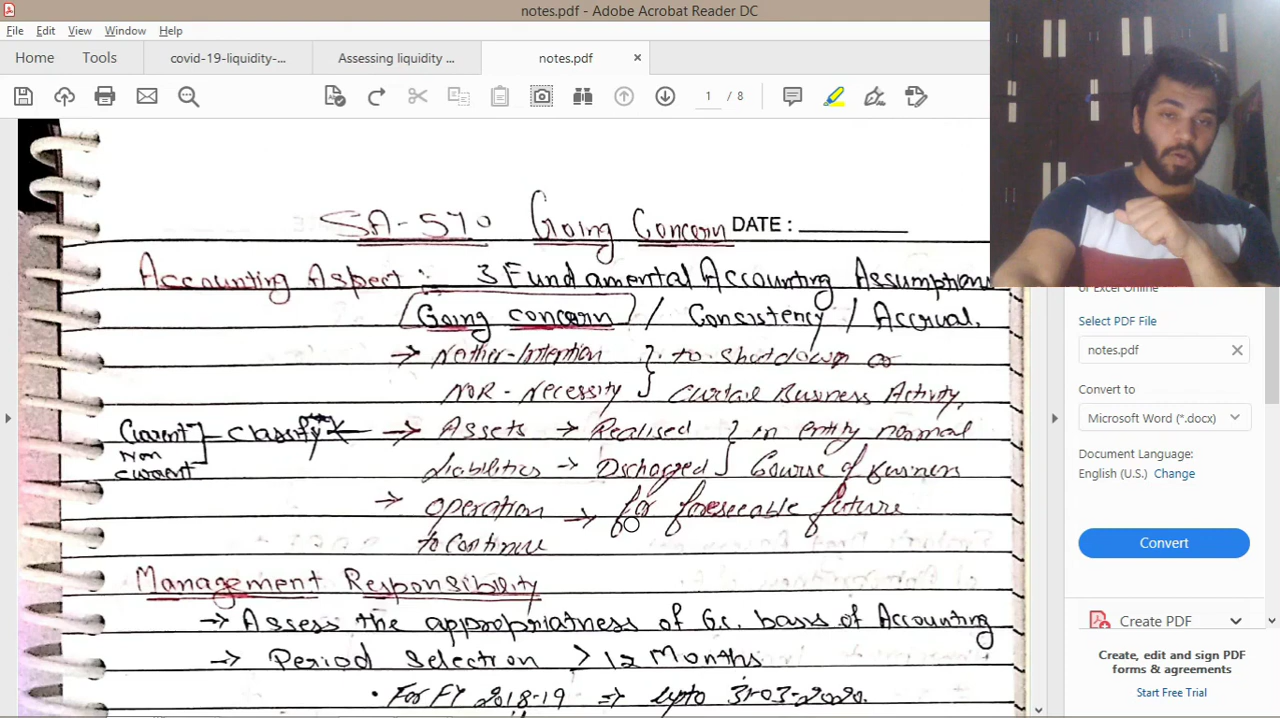 notes.pdf - Adobe Acrobat Reader DC
File Edit View Window Help
Home Tools covid-19-liquidity-... Assessing liquidity ... notes.pdf ×
1 / 8
SA-570 Going Concern DATE :
Accounting Aspect :- 3 Fundamental Accounting Assumptions
Going concern / Consistency / Accrual.
→ Neither-Intention } to shutdown or
NOR - Necessity } Curtail Business Activity.
Current Non current classify ← → Assets → Realised } in entity normal
liabilities → Discharged } Course of Business
→ operation → for foreseeable future
to continue
Management Responsibility
→ Assess the appropriatness of G.C. basis of Accounting
→ Period Selection > 12 Months
• For FY 2018-19 ⇒ upto 31-03-2020.
or Excel Online
Select PDF File
notes.pdf ×
Convert to
Microsoft Word (*.docx)
Document Language:
English (U.S.) Change
Convert
Create PDF
Create, edit and sign PDF
forms & agreements
Start Free Trial